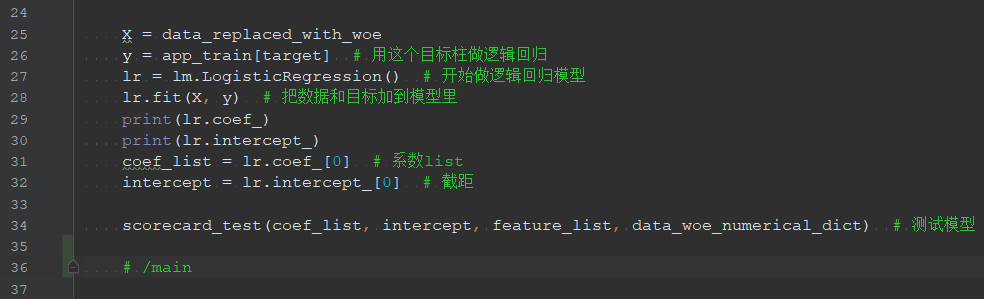 24
25 X = data_replaced_with_woe
26 y = app_train[target]  # 用这个目标柱做逻辑回归
27 lr = lm.LogisticRegression()  # 开始做逻辑回归模型
28 lr.fit(X, y)  # 把数据和目标加到模型里
29 print(lr.coef_)
30 print(lr.intercept_)
31 coef_list = lr.coef_[0]  # 系数list
32 intercept = lr.intercept_[0]  # 截距
33
34 scorecard_test(coef_list, intercept, feature_list, data_woe_numerical_dict)  # 测试模型
35
36 # /main
37